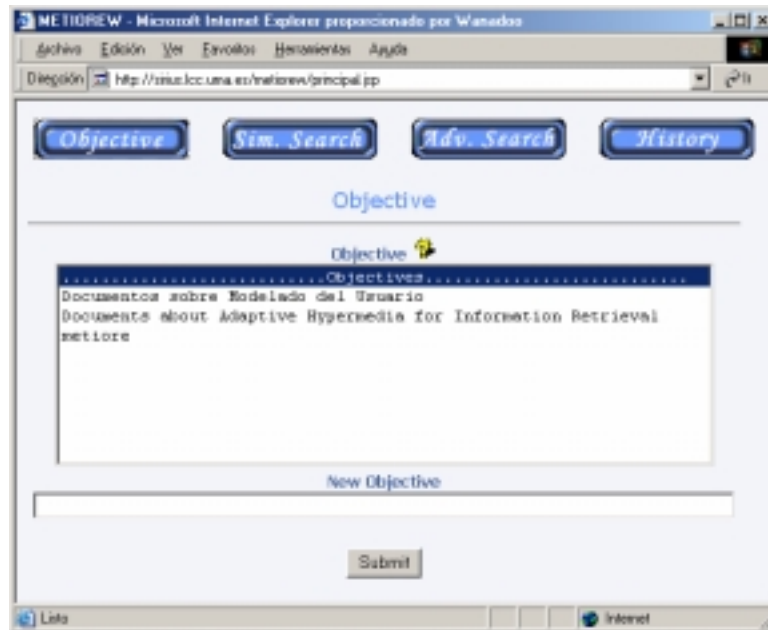 METIOREW - Microsoft Internet Explorer proporcionado por Wanadoo
Archivo Edición Ver Favoritos Herramientas Ayuda
Dirección http://sirius.lcc.uma.es/metiorew/principal.jsp Ir
Objective Sim. Search Adv. Search History
Objective
Objective
...........................Objectives...........................
Documentos sobre Modelado del Usuario
Documents about Adaptive Hypermedia for Information Retrieval
metiore
New Objective
Submit
Listo Internet